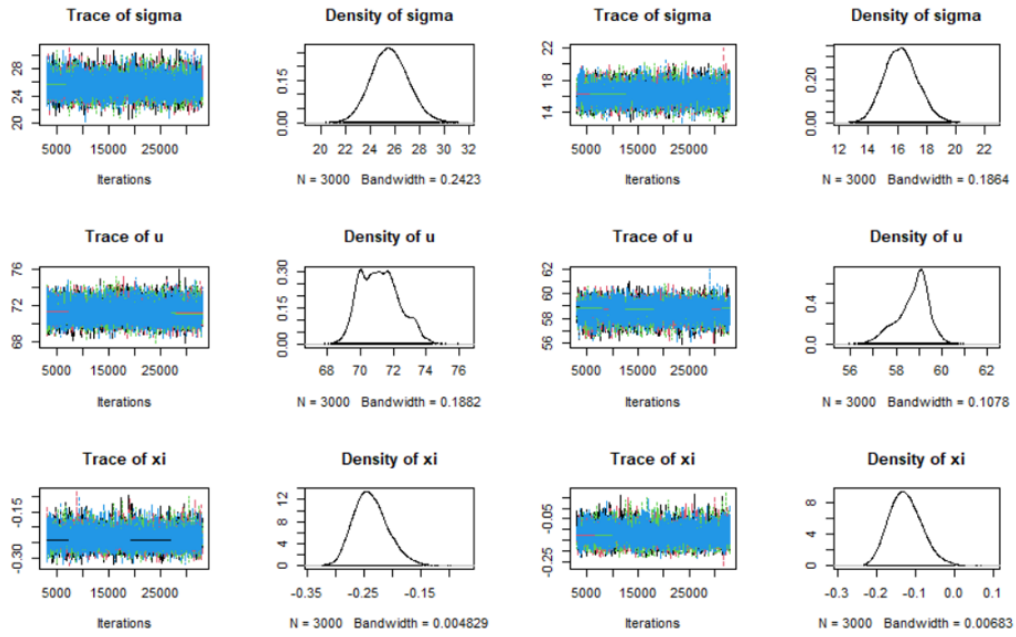 Trace of sigma
Density of sigma
Trace of sigma
Density of sigma
20 24 28
0.00 0.15
14 18 22
0.00 0.20
5000 15000 25000
20 22 24 26 28 30 32
5000 15000 25000
12 14 16 18 20 22
Iterations
N = 3000 Bandwidth = 0.2423
Iterations
N = 3000 Bandwidth = 0.1864
Trace of u
Density of u
Trace of u
Density of u
68 72 76
0.00 0.15 0.30
56 58 60 62
0.0 0.4
5000 15000 25000
68 70 72 74 76
5000 15000 25000
56 58 60 62
Iterations
N = 3000 Bandwidth = 0.1882
Iterations
N = 3000 Bandwidth = 0.1078
Trace of xi
Density of xi
Trace of xi
Density of xi
-0.30 -0.15
0 4 8 12
-0.25 -0.05
0 4 8
5000 15000 25000
-0.35 -0.25 -0.15
5000 15000 25000
-0.3 -0.2 -0.1 0.0 0.1
Iterations
N = 3000 Bandwidth = 0.004829
Iterations
N = 3000 Bandwidth = 0.00683